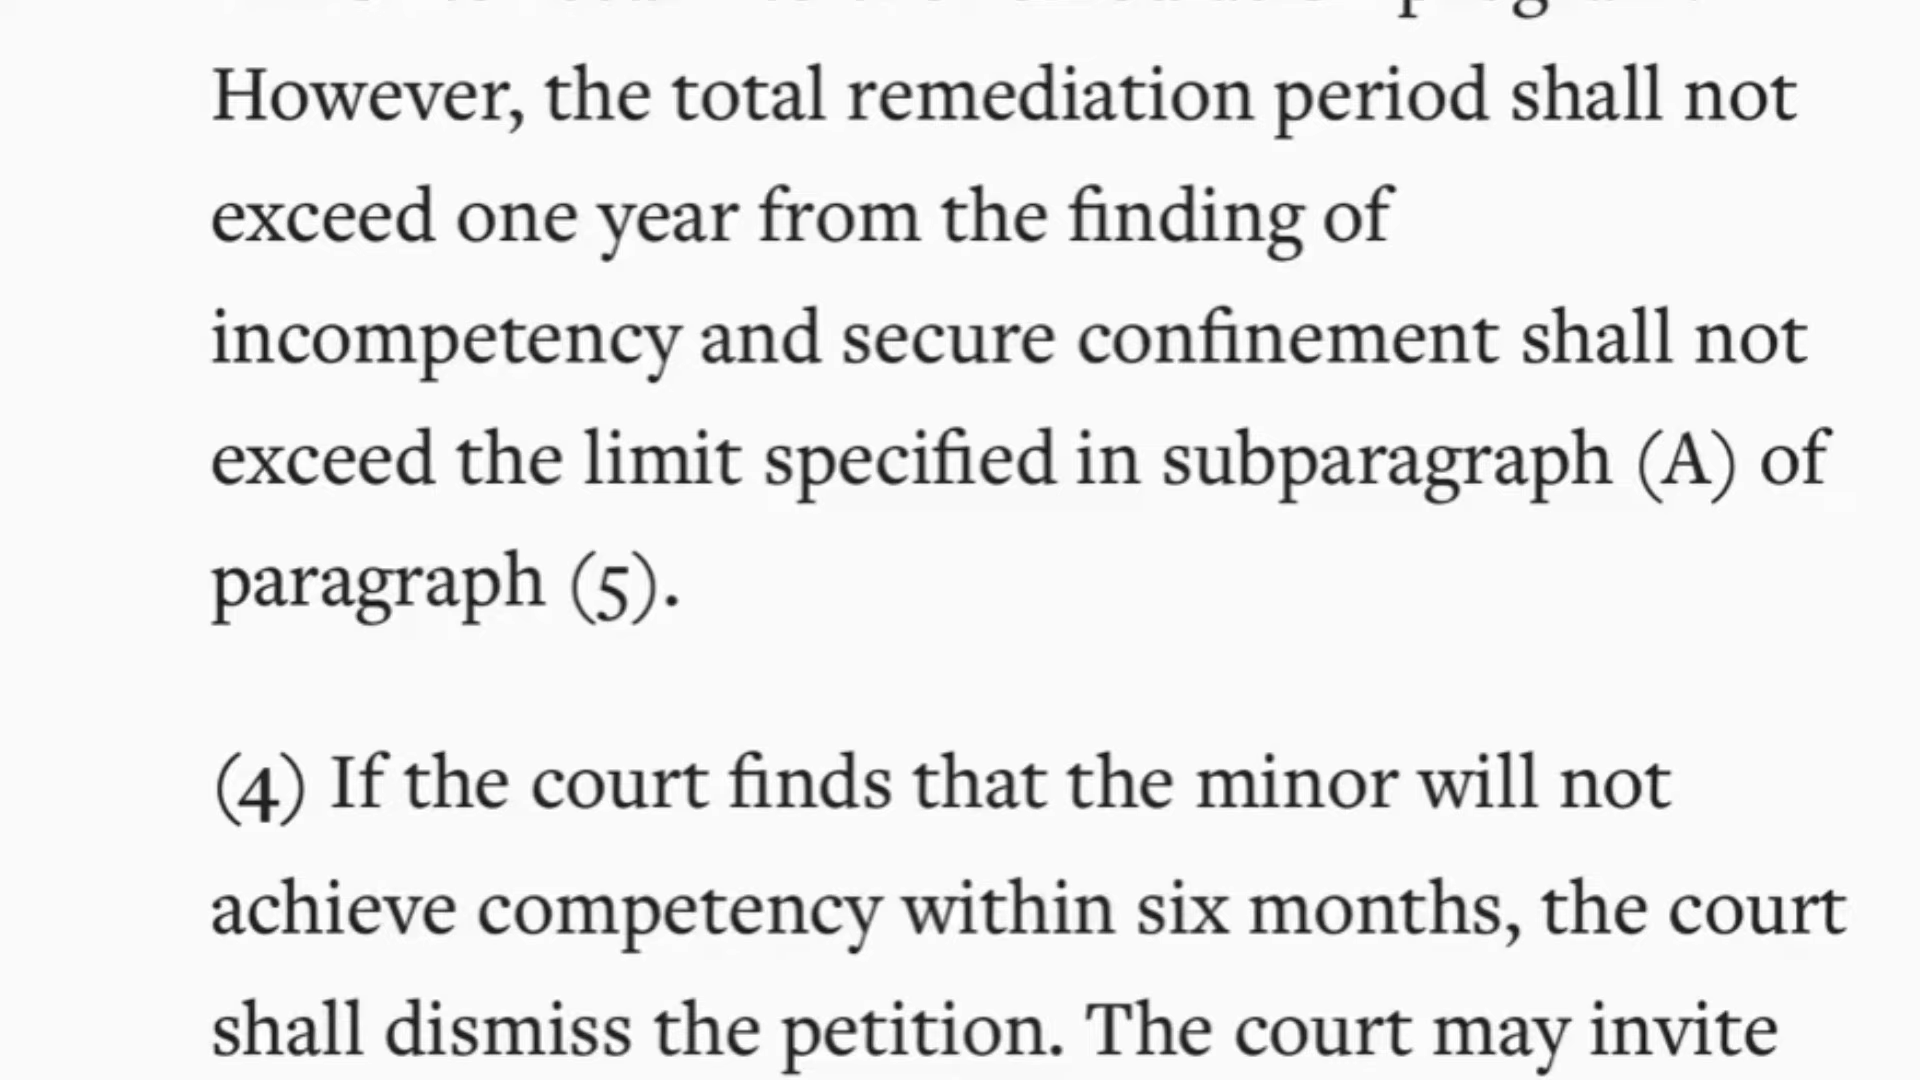 However, the total remediation period shall not
exceed one year from the finding of
incompetency and secure confinement shall not
exceed the limit specified in subparagraph (A) of
paragraph (5).
(4) If the court finds that the minor will not
achieve competency within six months, the court
shall dismiss the petition. The court may invite